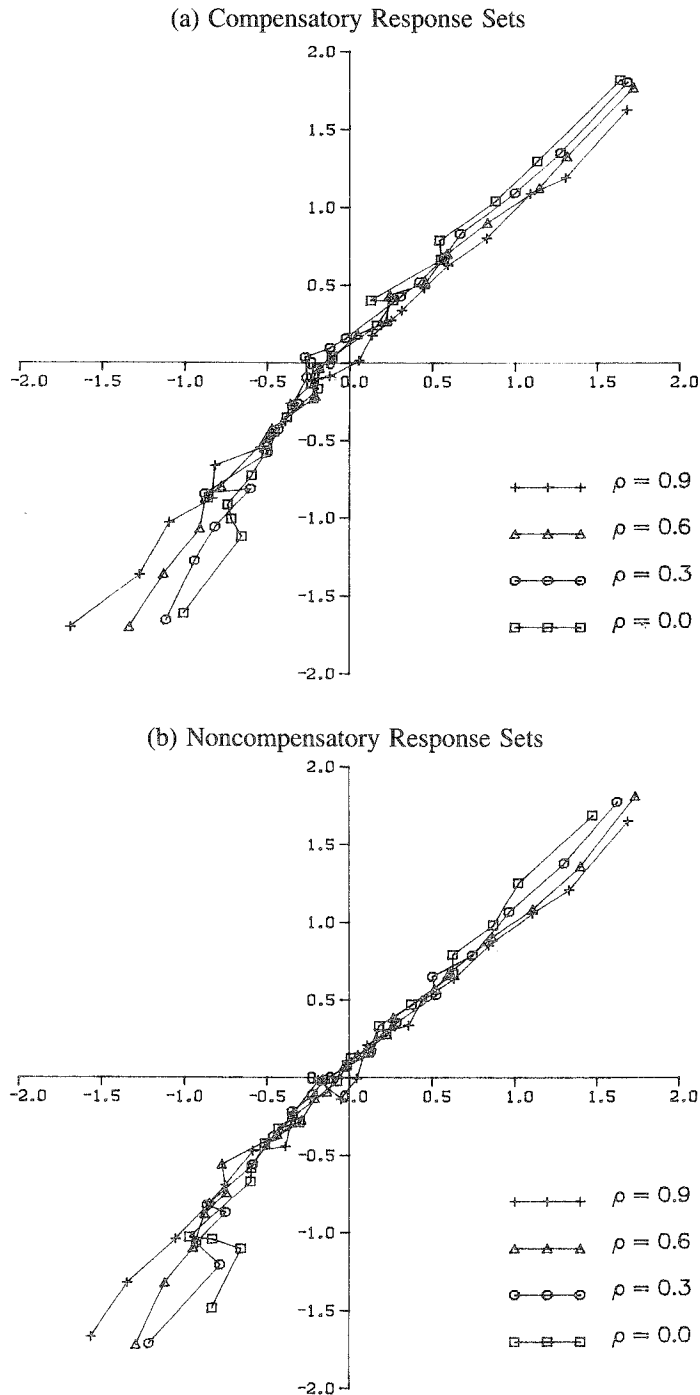 (a) Compensatory Response Sets
2.0
1.5
1.0
0.5
-2.0 -1.5 -1.0 -0.5 0.0 0.5 1.0 1.5 2.0
-0.5
-1.0
-1.5
-2.0
ρ = 0.9
ρ = 0.6
ρ = 0.3
ρ = 0.0
(b) Noncompensatory Response Sets
2.0
1.5
1.0
0.5
-2.0 -1.5 -1.0 -0.5 0.0 0.5 1.0 1.5 2.0
-0.5
-1.0
-1.5
-2.0
ρ = 0.9
ρ = 0.6
ρ = 0.3
ρ = 0.0